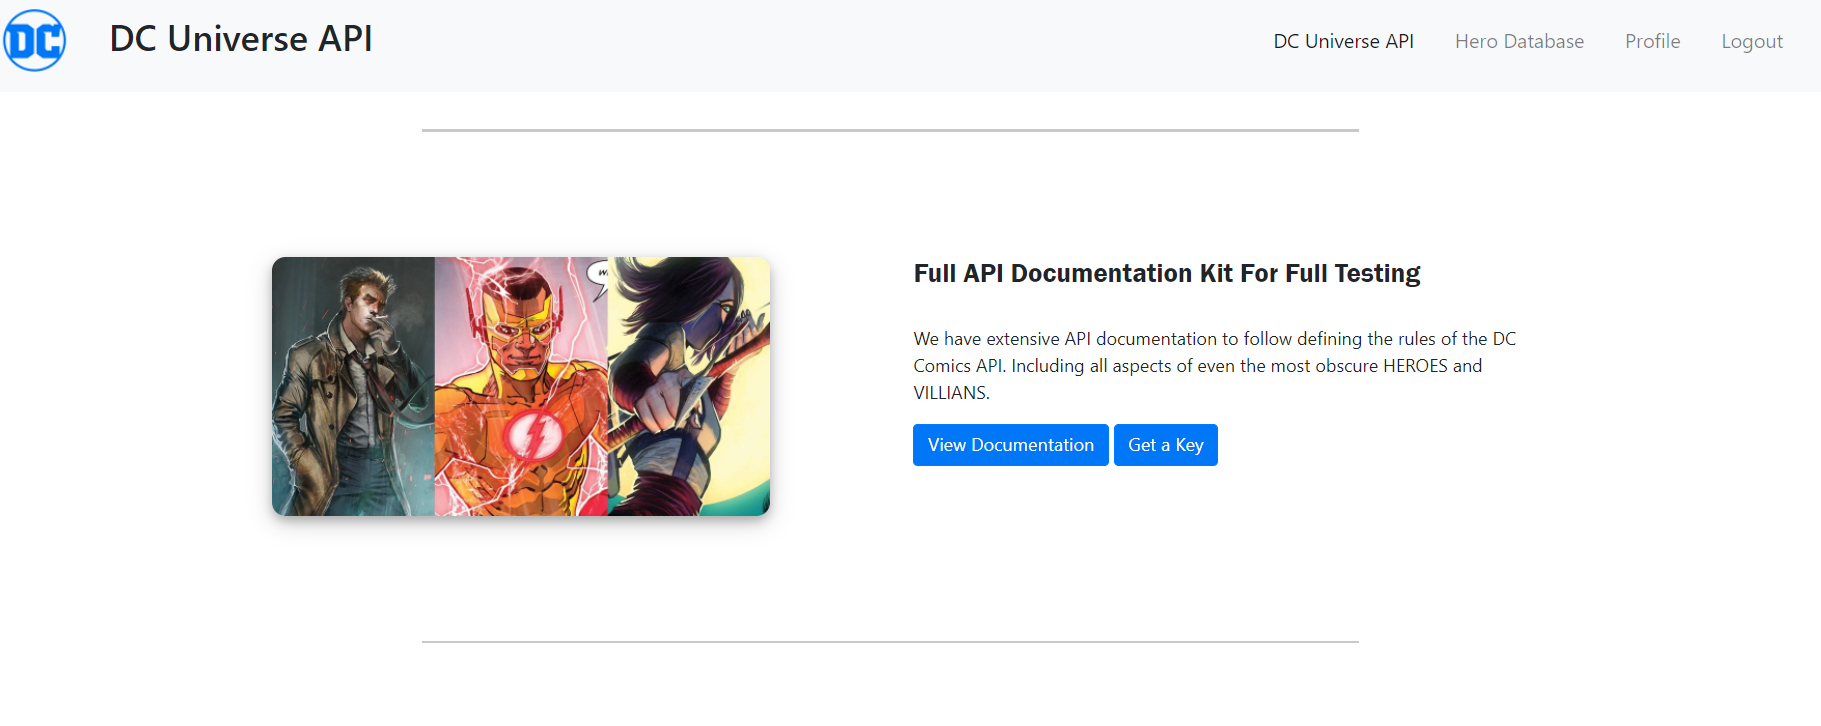 DC
DC Universe API
DC Universe API
Hero Database
Profile
Logout
Full API Documentation Kit For Full Testing
We have extensive API documentation to follow defining the rules of the DC
Comics API. Including all aspects of even the most obscure HEROES and
VILLIANS.
View Documentation
Get a Key